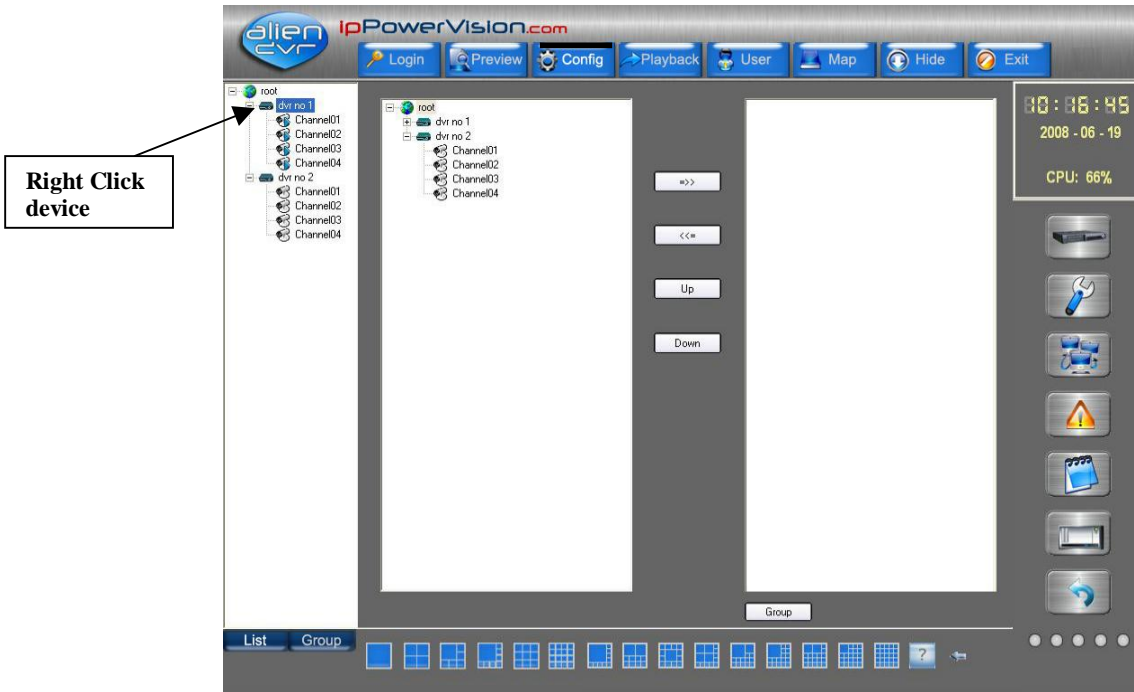 alien dvr
ipPowerVision.com
Login Preview Config Playback User Map Hide Exit
root
dvr no 1
Channel01
Channel02
Channel03
Channel04
dvr no 2
Channel01
Channel02
Channel03
Channel04
Right Click
device
root
dvr no 1
dvr no 2
Channel01
Channel02
Channel03
Channel04
=>>
<<=
Up
Down
Group
10:16:45
2008 - 06 - 19
CPU: 66%
List Group
?